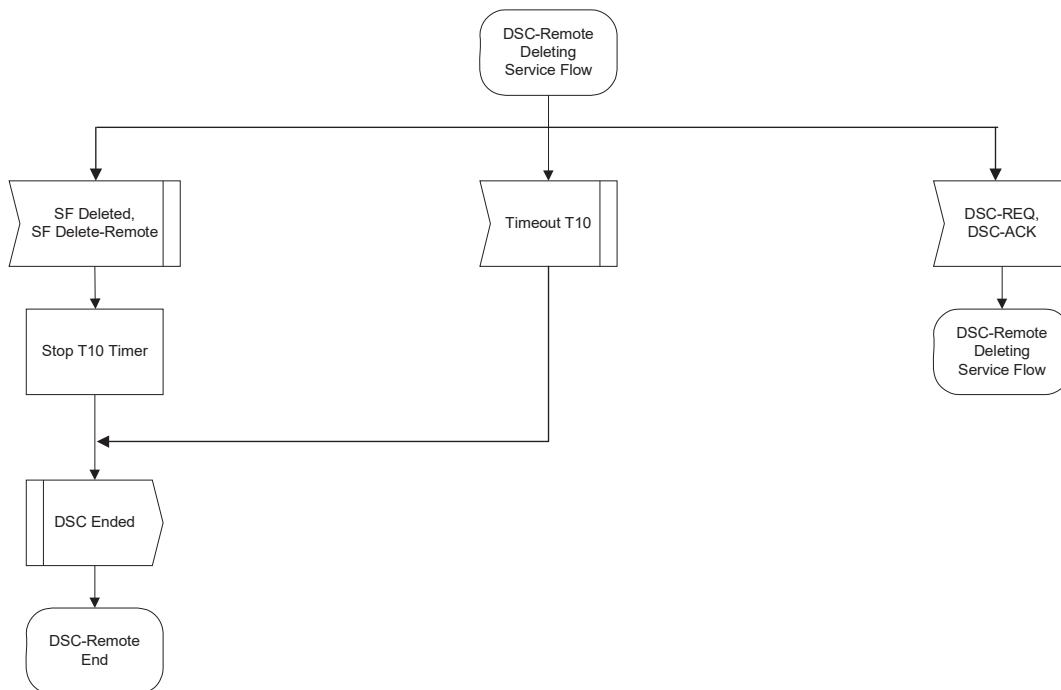 DSC-Remote
Deleting
Service Flow
SF Deleted,
SF Delete-Remote
Timeout T10
DSC-REQ,
DSC-ACK
Stop T10 Timer
DSC-Remote
Deleting
Service Flow
DSC Ended
DSC-Remote
End